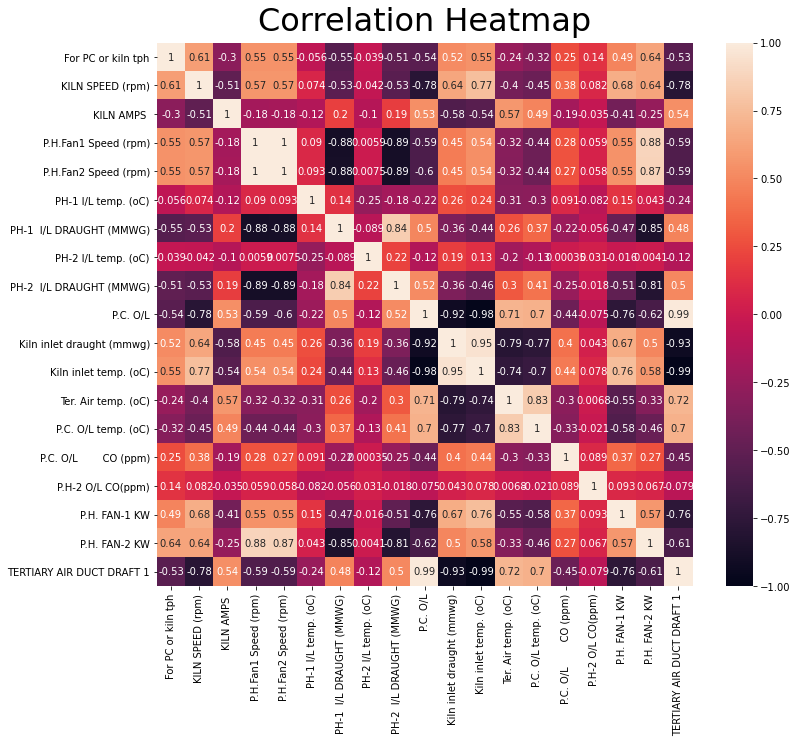 Correlation Heatmap
For PC or kiln tph 1 0.61 -0.3 0.55 0.55 -0.056 -0.55 -0.039 -0.51 -0.54 0.52 0.55 -0.24 -0.32 0.25 0.14 0.49 0.64 -0.53
KILN SPEED (rpm) 0.61 1 -0.51 0.57 0.57 0.074 -0.53 -0.042 -0.53 -0.78 0.64 0.77 -0.4 -0.45 0.38 0.082 0.68 0.64 -0.78
KILN AMPS -0.3 -0.51 1 -0.18 -0.18 -0.12 0.2 -0.1 0.19 0.53 -0.58 -0.54 0.57 0.49 -0.19 -0.035 -0.41 -0.25 0.54
P.H.Fan1 Speed (rpm) 0.55 0.57 -0.18 1 1 0.09 -0.88 0.0059 -0.89 -0.59 0.45 0.54 -0.32 -0.44 0.28 0.059 0.55 0.88 -0.59
P.H.Fan2 Speed (rpm) 0.55 0.57 -0.18 1 1 0.093 -0.88 0.0075 -0.89 -0.6 0.45 0.54 -0.32 -0.44 0.27 0.058 0.55 0.87 -0.59
PH-1 I/L temp. (oC) -0.056 0.074 -0.12 0.09 0.093 1 0.14 -0.25 -0.18 -0.22 0.26 0.24 -0.31 -0.3 0.091 -0.082 0.15 0.043 -0.24
PH-1 I/L DRAUGHT (MMWG) -0.55 -0.53 0.2 -0.88 -0.88 0.14 1 -0.089 0.84 0.5 -0.36 -0.44 0.26 0.37 -0.22 -0.056 -0.47 -0.85 0.48
PH-2 I/L temp. (oC) -0.039 -0.042 -0.1 0.0059 0.0075 -0.25 -0.089 1 0.22 -0.12 0.19 0.13 -0.2 -0.13 0.00035 0.031 -0.016 0.0041 -0.12
PH-2 I/L DRAUGHT (MMWG) -0.51 -0.53 0.19 -0.89 -0.89 -0.18 0.84 0.22 1 0.52 -0.36 -0.46 0.3 0.41 -0.25 -0.018 -0.51 -0.81 0.5
P.C. O/L -0.54 -0.78 0.53 -0.59 -0.6 -0.22 0.5 -0.12 0.52 1 -0.92 -0.98 0.71 0.7 -0.44 -0.075 -0.76 -0.62 0.99
Kiln inlet draught (mmwg) 0.52 0.64 -0.58 0.45 0.45 0.26 -0.36 0.19 -0.36 -0.92 1 0.95 -0.79 -0.77 0.4 0.043 0.67 0.5 -0.93
Kiln inlet temp. (oC) 0.55 0.77 -0.54 0.54 0.54 0.24 -0.44 0.13 -0.46 -0.98 0.95 1 -0.74 -0.7 0.44 0.078 0.76 0.58 -0.99
Ter. Air temp. (oC) -0.24 -0.4 0.57 -0.32 -0.32 -0.31 0.26 -0.2 0.3 0.71 -0.79 -0.74 1 0.83 -0.3 0.0068 -0.55 -0.33 0.72
P.C. O/L temp. (oC) -0.32 -0.45 0.49 -0.44 -0.44 -0.3 0.37 -0.13 0.41 0.7 -0.77 -0.7 0.83 1 -0.33 -0.021 -0.58 -0.46 0.7
P.C. O/L CO (ppm) 0.25 0.38 -0.19 0.28 0.27 0.091 -0.22 0.00035 -0.25 -0.44 0.4 0.44 -0.3 -0.33 1 0.089 0.37 0.27 -0.45
P.H-2 O/L CO(ppm) 0.14 0.082 -0.035 0.059 0.058 -0.082 -0.056 0.031 -0.018 -0.075 0.043 0.078 0.0068 -0.021 0.089 1 0.093 0.067 -0.079
P.H. FAN-1 KW 0.49 0.68 -0.41 0.55 0.55 0.15 -0.47 -0.016 -0.51 -0.76 0.67 0.76 -0.55 -0.58 0.37 0.093 1 0.57 -0.76
P.H. FAN-2 KW 0.64 0.64 -0.25 0.88 0.87 0.043 -0.85 0.0041 -0.81 -0.62 0.5 0.58 -0.33 -0.46 0.27 0.067 0.57 1 -0.61
TERTIARY AIR DUCT DRAFT 1 -0.53 -0.78 0.54 -0.59 -0.59 -0.24 0.48 -0.12 0.5 0.99 -0.93 -0.99 0.72 0.7 -0.45 -0.079 -0.76 -0.61 1
For PC or kiln tph
KILN SPEED (rpm)
KILN AMPS
P.H.Fan1 Speed (rpm)
P.H.Fan2 Speed (rpm)
PH-1 I/L temp. (oC)
PH-1 I/L DRAUGHT (MMWG)
PH-2 I/L temp. (oC)
PH-2 I/L DRAUGHT (MMWG)
P.C. O/L
Kiln inlet draught (mmwg)
Kiln inlet temp. (oC)
Ter. Air temp. (oC)
P.C. O/L temp. (oC)
P.C. O/L CO (ppm)
P.H-2 O/L CO(ppm)
P.H. FAN-1 KW
P.H. FAN-2 KW
TERTIARY AIR DUCT DRAFT 1
1.00
0.75
0.50
0.25
0.00
−0.25
−0.50
−0.75
−1.00